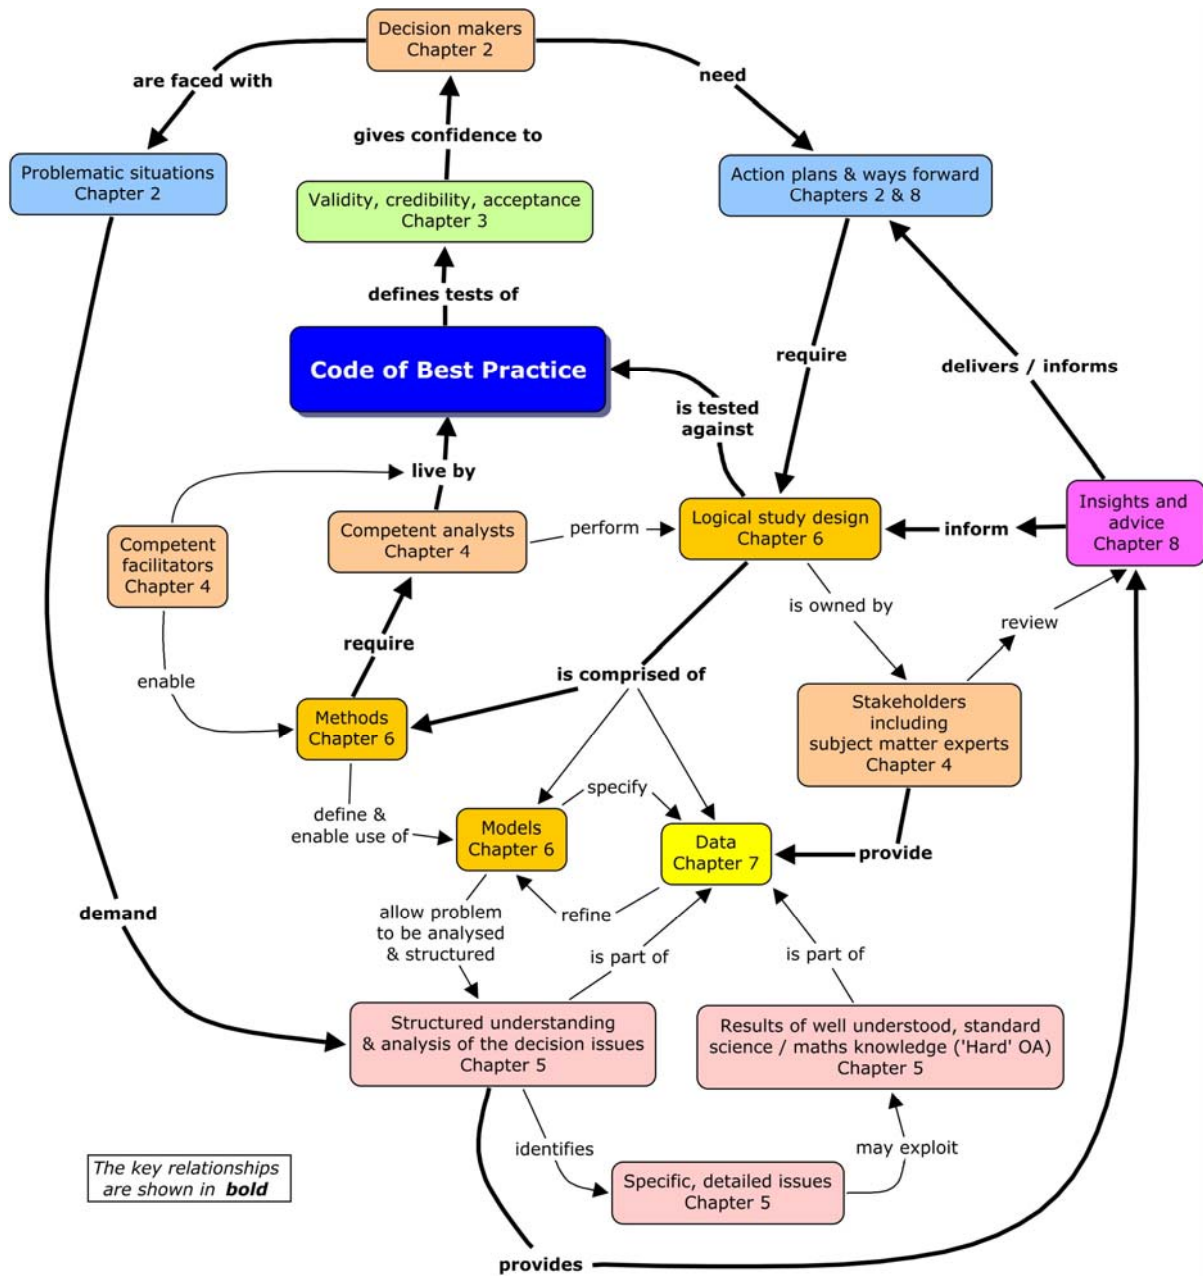 Decision makers
Chapter 2
are faced with
need
gives confidence to
Problematic situations
Chapter 2
Action plans & ways forward
Chapters 2 & 8
Validity, credibility, acceptance
Chapter 3
defines tests of
Code of Best Practice
require
delivers / informs
is tested
against
live by
Competent
facilitators
Chapter 4
Competent analysts
Chapter 4
perform
Logical study design
Chapter 6
inform
Insights and
advice
Chapter 8
is owned by
review
require
enable
is comprised of
Methods
Chapter 6
Stakeholders
including
subject matter experts
Chapter 4
define &
enable use of
specify
Models
Chapter 6
Data
Chapter 7
provide
demand
allow problem
to be analysed
& structured
refine
is part of
is part of
Structured understanding
& analysis of the decision issues
Chapter 5
Results of well understood, standard
science / maths knowledge ('Hard' OA)
Chapter 5
identifies
may exploit
Specific, detailed issues
Chapter 5
The key relationships
are shown in bold
provides